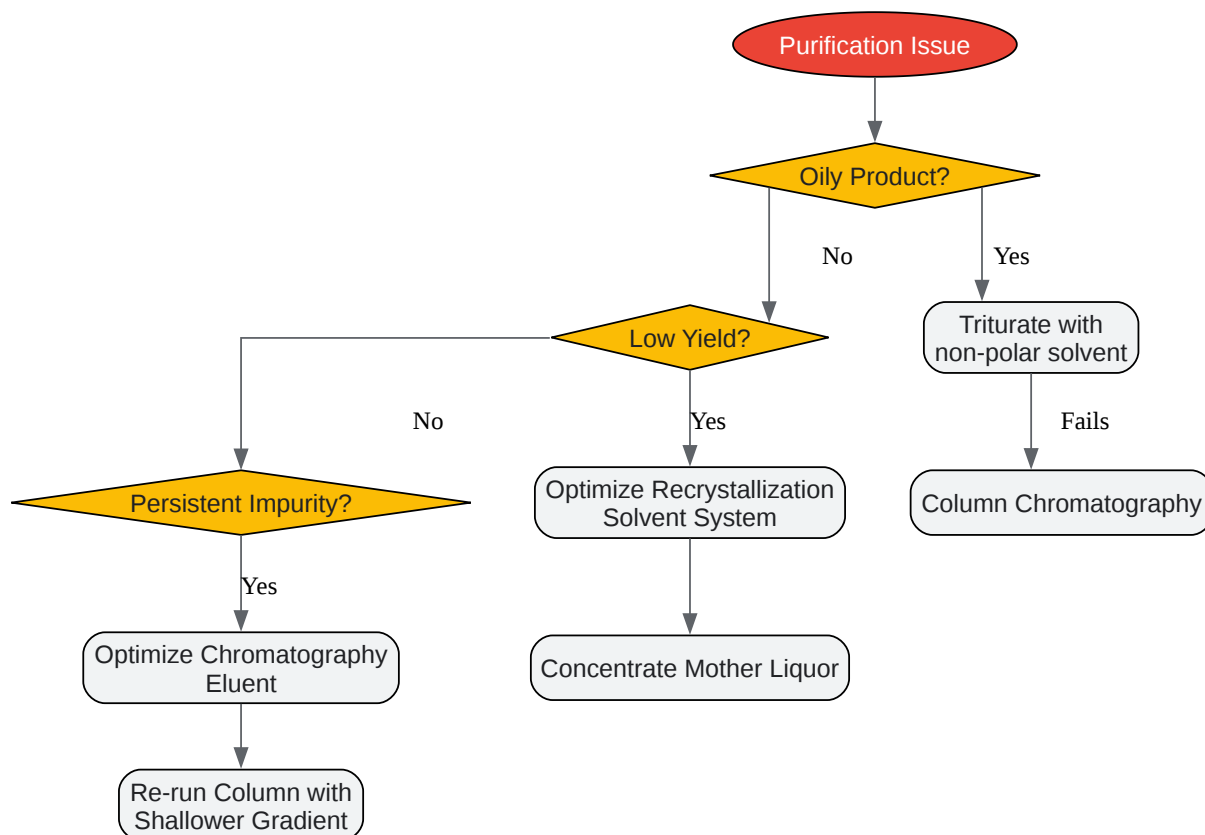 Purification Issue
Oily Product?
No
Yes
Low Yield?
Triturate with
non-polar solvent
No
Yes
Fails
Persistent Impurity?
Optimize Recrystallization
Solvent System
Column Chromatography
Yes
Optimize Chromatography
Eluent
Concentrate Mother Liquor
Re-run Column with
Shallower Gradient